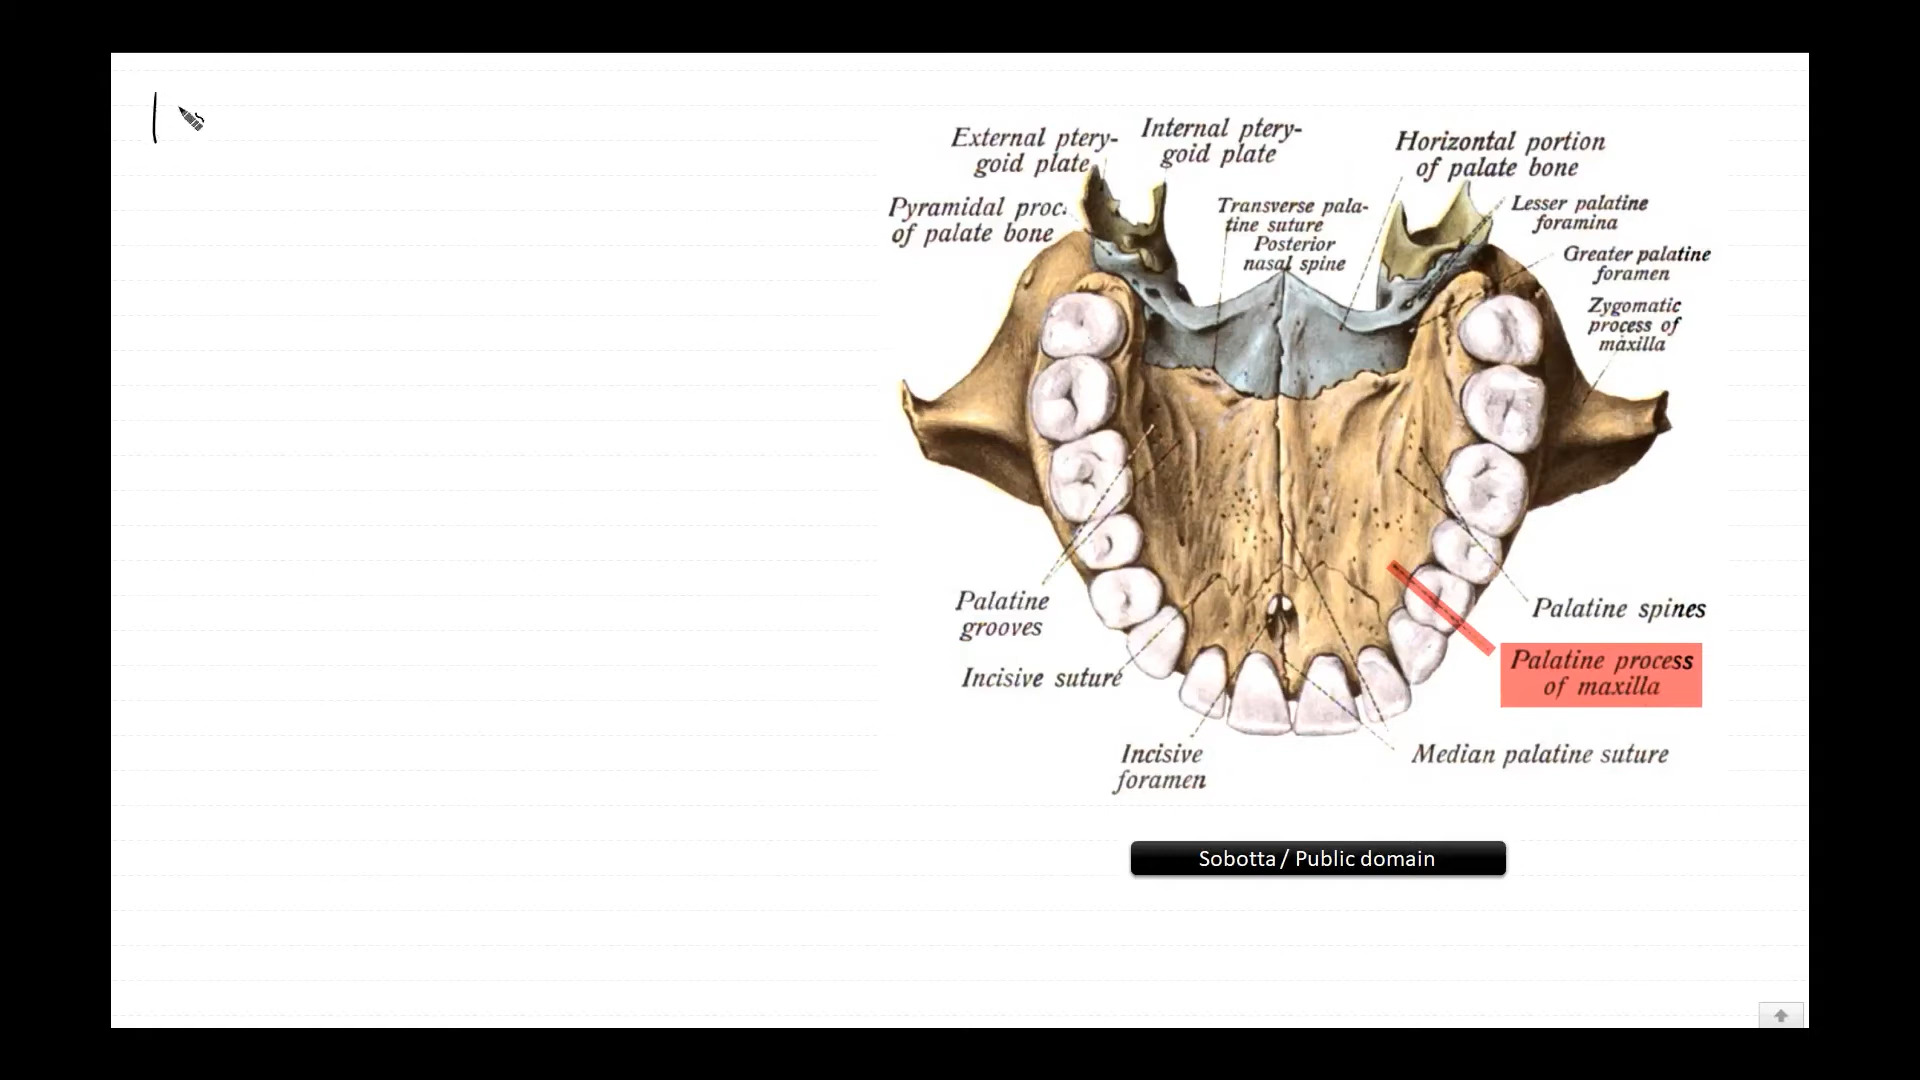 External ptery-
goid plate
Internal ptery-
goid plate
Horizontal portion
of palate bone
Pyramidal proc.
of palate bone
Transverse pala-
tine suture
Posterior
nasal spine
Lesser palatine
foramina
Greater palatine
foramen
Zygomatic
process of
maxilla
Palatine
grooves
Incisive suture
Incisive
foramen
Palatine spines
Palatine process
of maxilla
Median palatine suture
Sobotta / Public domain